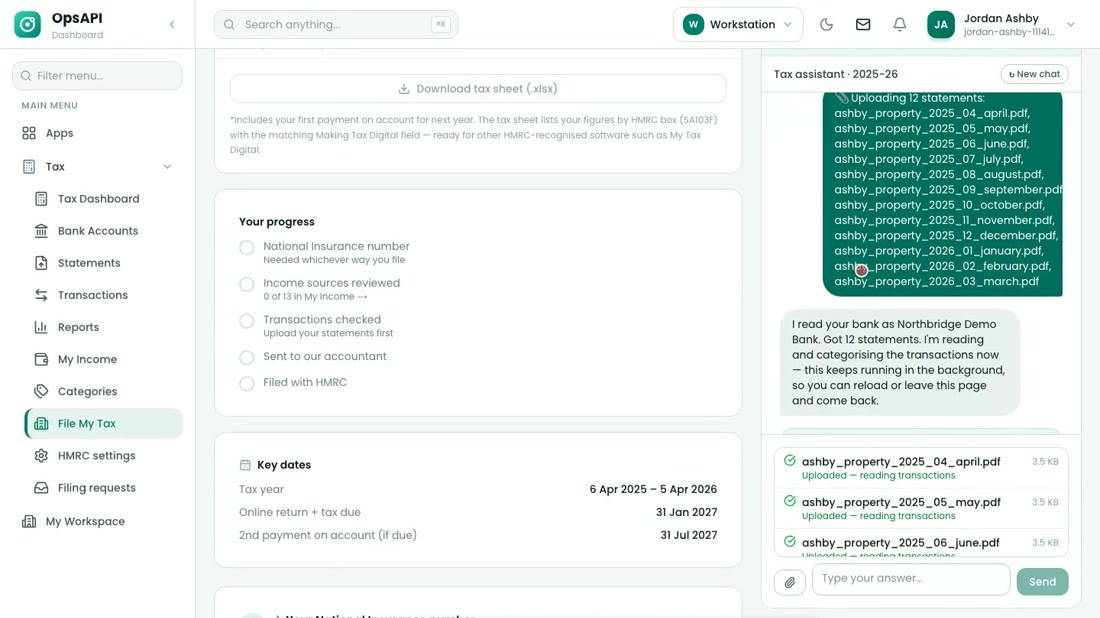 OpsAPI
Dashboard
Search anything...
⌘K
W
Workstation
JA
Jordan Ashby
jordan-ashby-11141...
Filter menu...
MAIN MENU
Apps
Tax
Tax Dashboard
Bank Accounts
Statements
Transactions
Reports
My Income
Categories
File My Tax
HMRC settings
Filing requests
My Workspace
Download tax sheet (.xlsx)
*Includes your first payment on account for next year. The tax sheet lists your figures by HMRC box (SA103F)
with the matching Making Tax Digital field — ready for other HMRC-recognised software such as My Tax
Digital.
Your progress
National Insurance number
Needed whichever way you file
Income sources reviewed
0 of 13 in My Income →
Transactions checked
Upload your statements first
Sent to our accountant
Filed with HMRC
Key dates
Tax year
6 Apr 2025 – 5 Apr 2026
Online return + tax due
31 Jan 2027
2nd payment on account (if due)
31 Jul 2027
Tax assistant · 2025-26
↻ New chat
Uploading 12 statements:
ashby_property_2025_04_april.pdf,
ashby_property_2025_05_may.pdf,
ashby_property_2025_06_june.pdf,
ashby_property_2025_07_july.pdf,
ashby_property_2025_08_august.pdf,
ashby_property_2025_09_september.pdf
ashby_property_2025_10_october.pdf,
ashby_property_2025_11_november.pdf,
ashby_property_2025_12_december.pdf,
ashby_property_2026_01_january.pdf,
ashby_property_2026_02_february.pdf,
ashby_property_2026_03_march.pdf
I read your bank as Northbridge Demo
Bank. Got 12 statements. I'm reading
and categorising the transactions now
— this keeps running in the background,
so you can reload or leave this page
and come back.
ashby_property_2025_04_april.pdf
3.5 KB
Uploaded — reading transactions
ashby_property_2025_05_may.pdf
3.5 KB
Uploaded — reading transactions
ashby_property_2025_06_june.pdf
3.5 KB
Uploaded — reading transactions
Type your answer...
Send